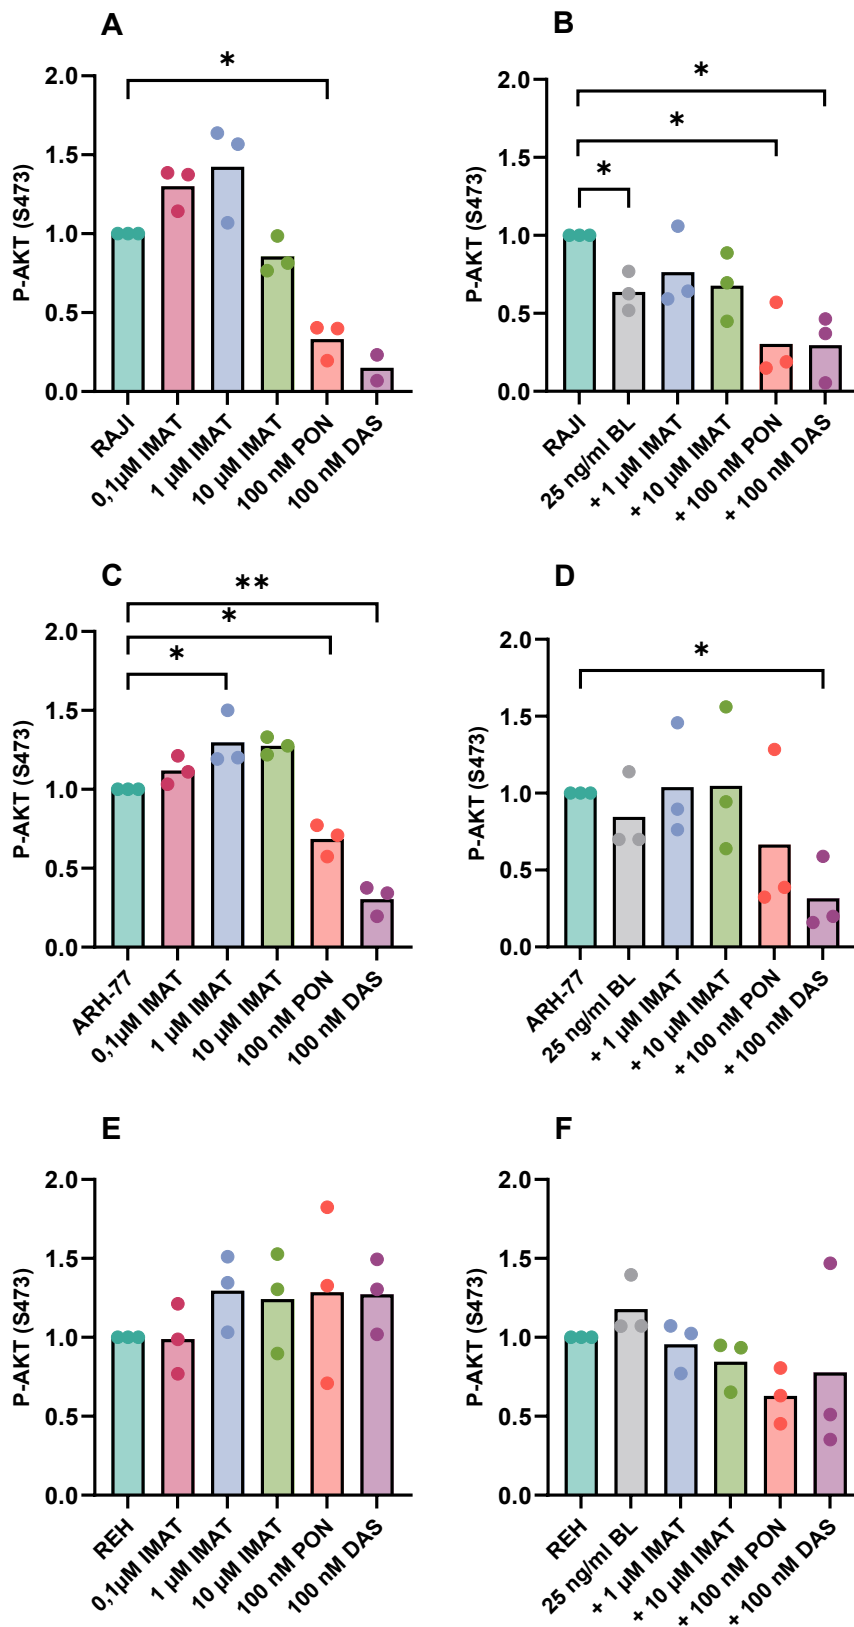 A
*
P-AKT (S473)
2.0
1.5
1.0
0.5
0.0
RAJI
0,1µM IMAT
1 µM IMAT
10 µM IMAT
100 nM PON
100 nM DAS
B
*
*
*
P-AKT (S473)
2.0
1.5
1.0
0.5
0.0
RAJI
25 ng/ml BL
+ 1 µM IMAT
+ 10 µM IMAT
+ 100 nM PON
+ 100 nM DAS
C
**
*
*
P-AKT (S473)
2.0
1.5
1.0
0.5
0.0
ARH-77
0,1µM IMAT
1 µM IMAT
10 µM IMAT
100 nM PON
100 nM DAS
D
*
P-AKT (S473)
2.0
1.5
1.0
0.5
0.0
ARH-77
25 ng/ml BL
+ 1 µM IMAT
+ 10 µM IMAT
+ 100 nM PON
+ 100 nM DAS
E
P-AKT (S473)
2.0
1.5
1.0
0.5
0.0
REH
0,1µM IMAT
1 µM IMAT
10 µM IMAT
100 nM PON
100 nM DAS
F
P-AKT (S473)
2.0
1.5
1.0
0.5
0.0
REH
25 ng/ml BL
+ 1 µM IMAT
+ 10 µM IMAT
+ 100 nM PON
+ 100 nM DAS